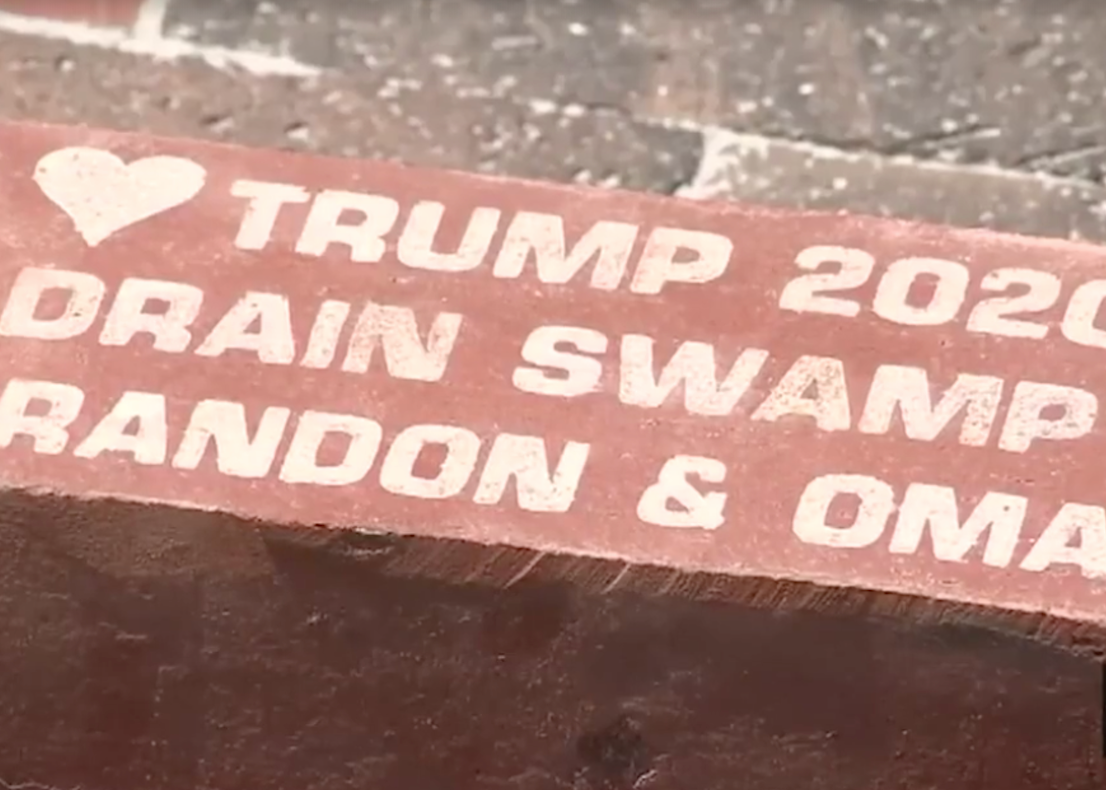 ♥ TRUMP 2020
DRAIN SWAMP
RANDON & OMA